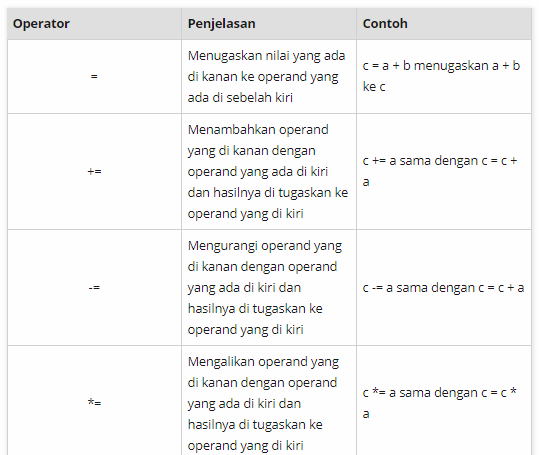 Operator Penjelasan Contoh
=
Menugaskan nilai yang ada
di kanan ke operand yang
ada di sebelah kiri
c = a + b menugaskan a + b
ke c
+=
Menambahkan operand
yang di kanan dengan
operand yang ada di kiri
dan hasilnya di tugaskan ke
operand yang di kiri
c += a sama dengan c = c +
a
-=
Mengurangi operand yang
di kanan dengan operand
yang ada di kiri dan
hasilnya di tugaskan ke
operand yang di kiri
c -= a sama dengan c = c + a
*=
Mengalikan operand yang
di kanan dengan operand
yang ada di kiri dan
hasilnya di tugaskan ke
operand yang di kiri
c *= a sama dengan c = c *
a